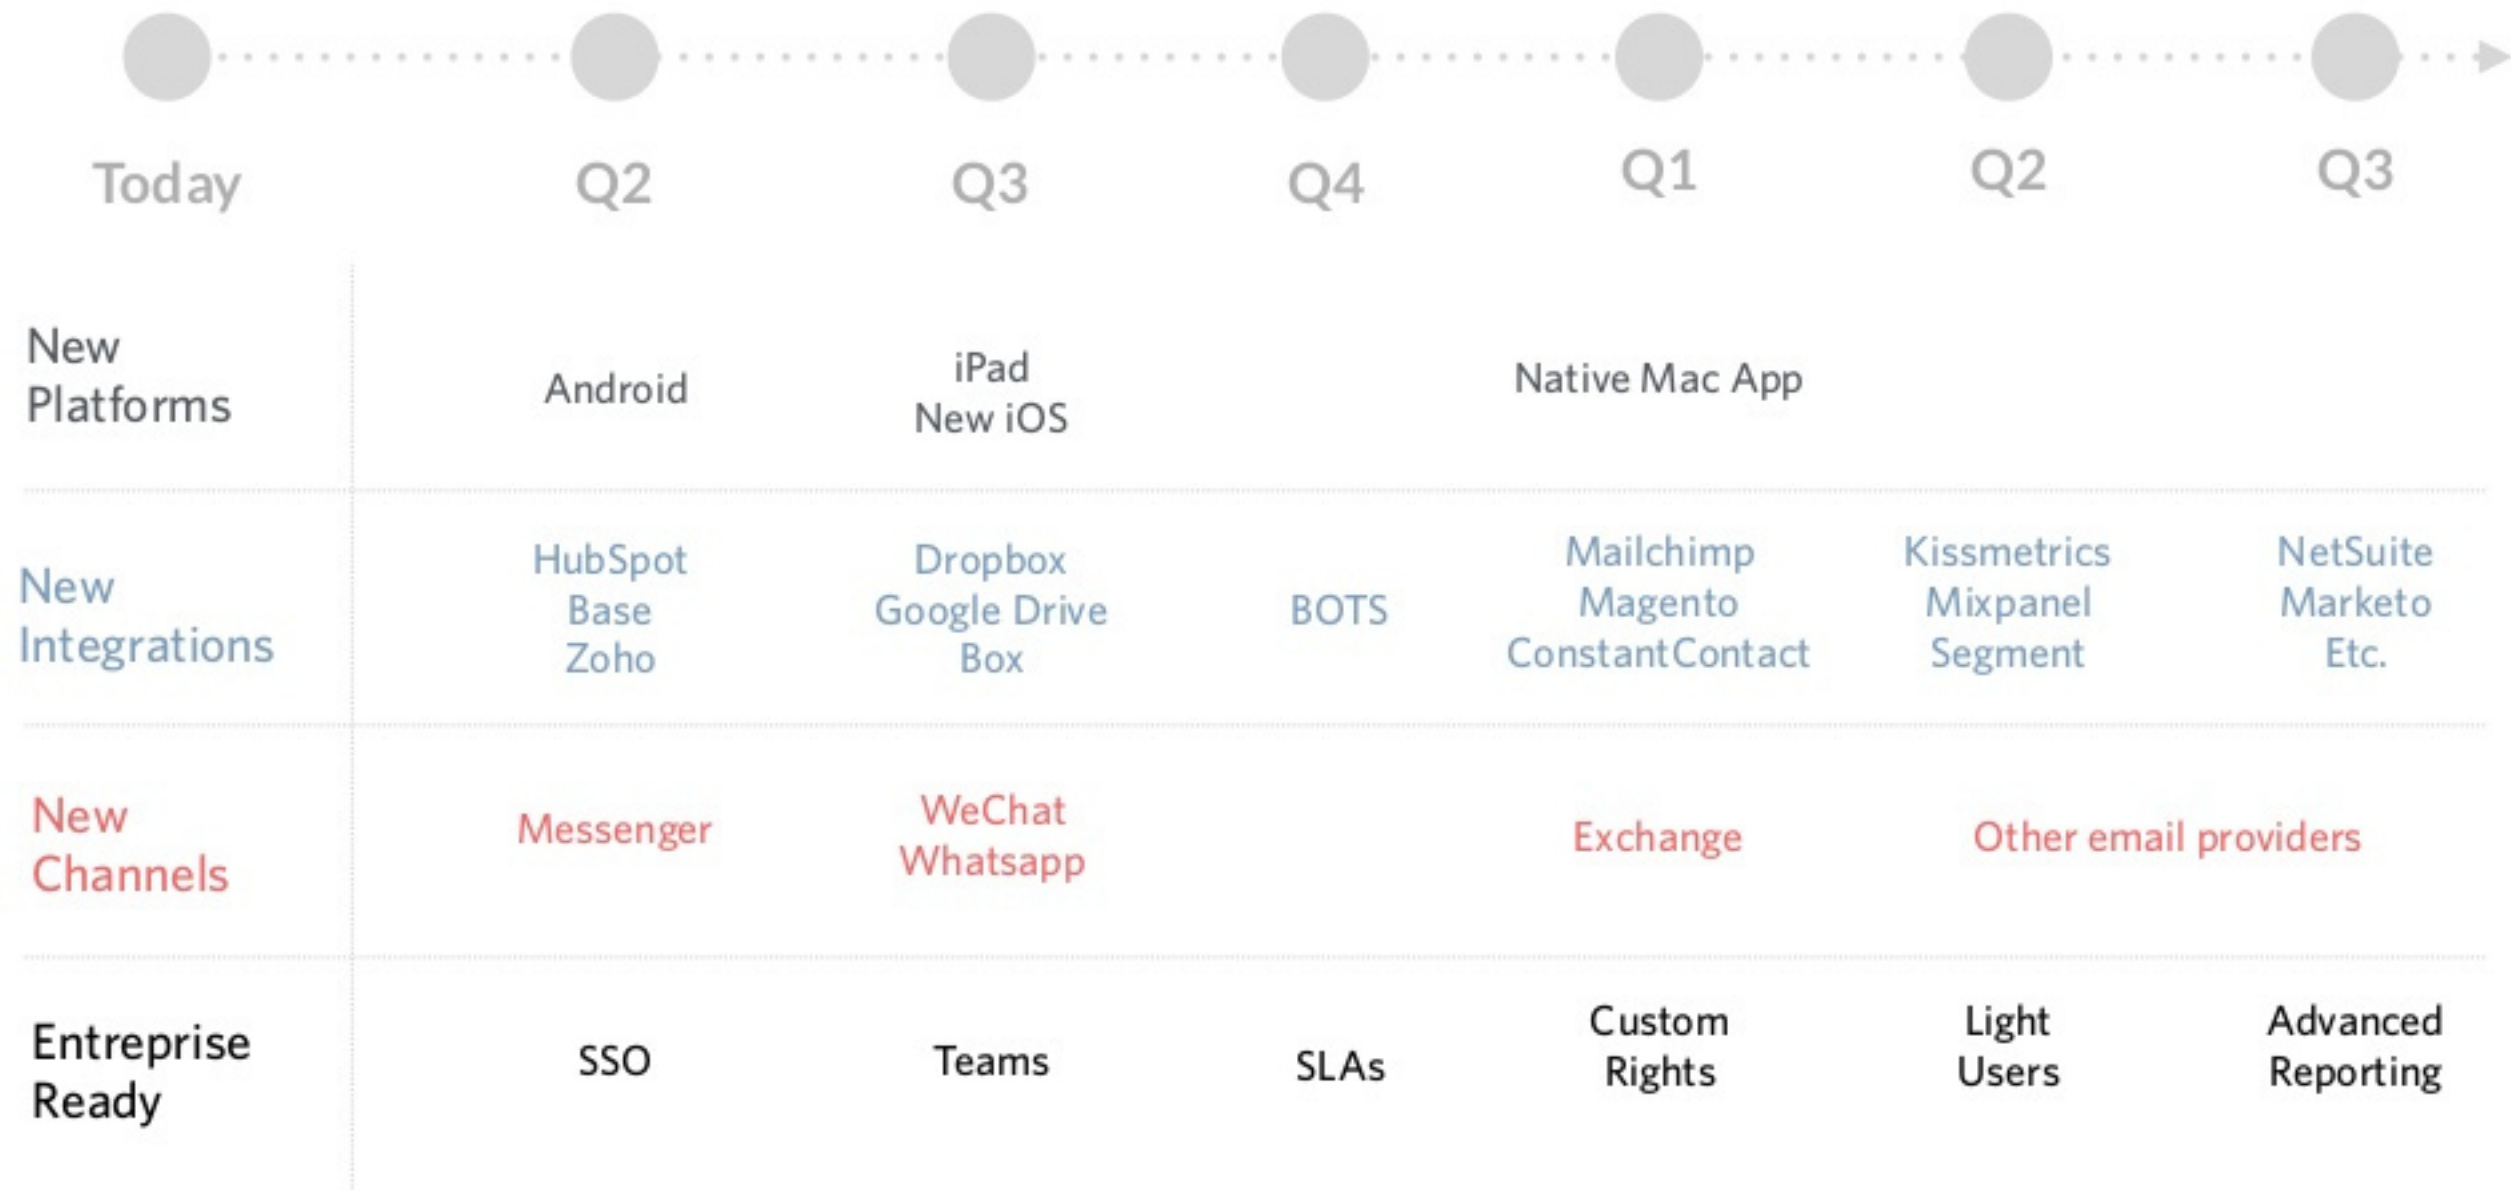 Today Q2 Q3 Q4 Q1 Q2 Q3
New
Platforms
Android
iPad
New iOS
Native Mac App
New
Integrations
HubSpot
Base
Zoho
Dropbox
Google Drive
Box
BOTS
Mailchimp
Magento
ConstantContact
Kissmetrics
Mixpanel
Segment
NetSuite
Marketo
Etc.
New
Channels
Messenger
WeChat
Whatsapp
Exchange
Other email providers
Entreprise
Ready
SSO
Teams
SLAs
Custom
Rights
Light
Users
Advanced
Reporting